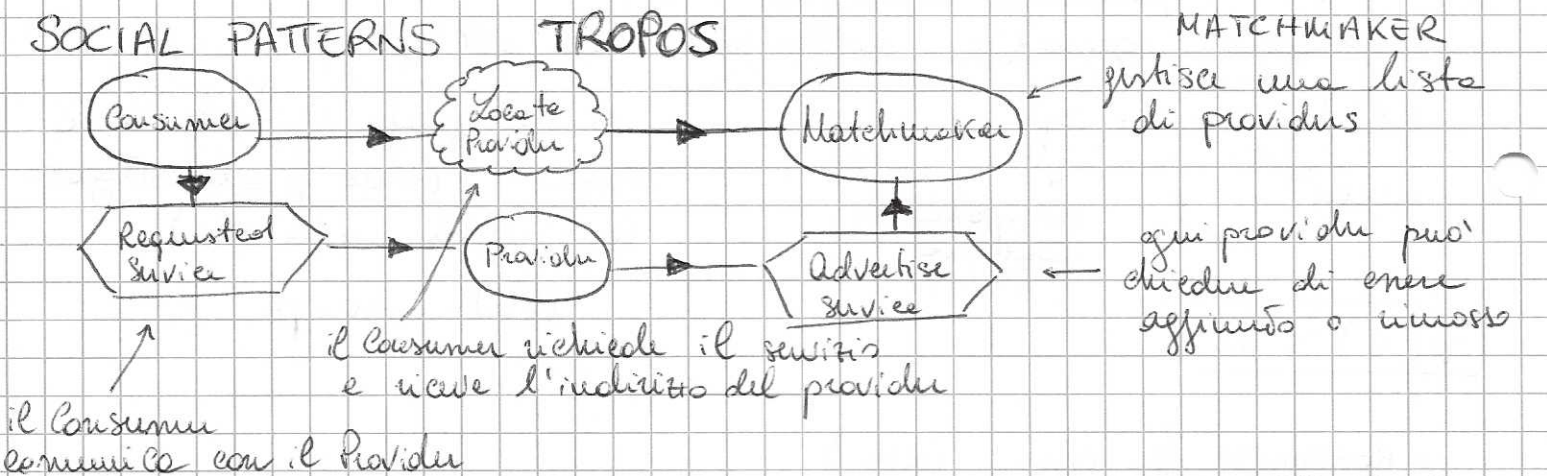 SOCIAL PATTERNS TROPOS
MATCHMAKER
gestisce una lista
di providers
Consumer
Locate
Provider
Matchmaker
Requested
Service
Provider
Advertise
service
ogni provider può
chiedere di essere
aggiunto o rimosso
il Consumer richiede il servizio
e riceve l'indirizzo del provider
il Consumer
comunica con il Provider